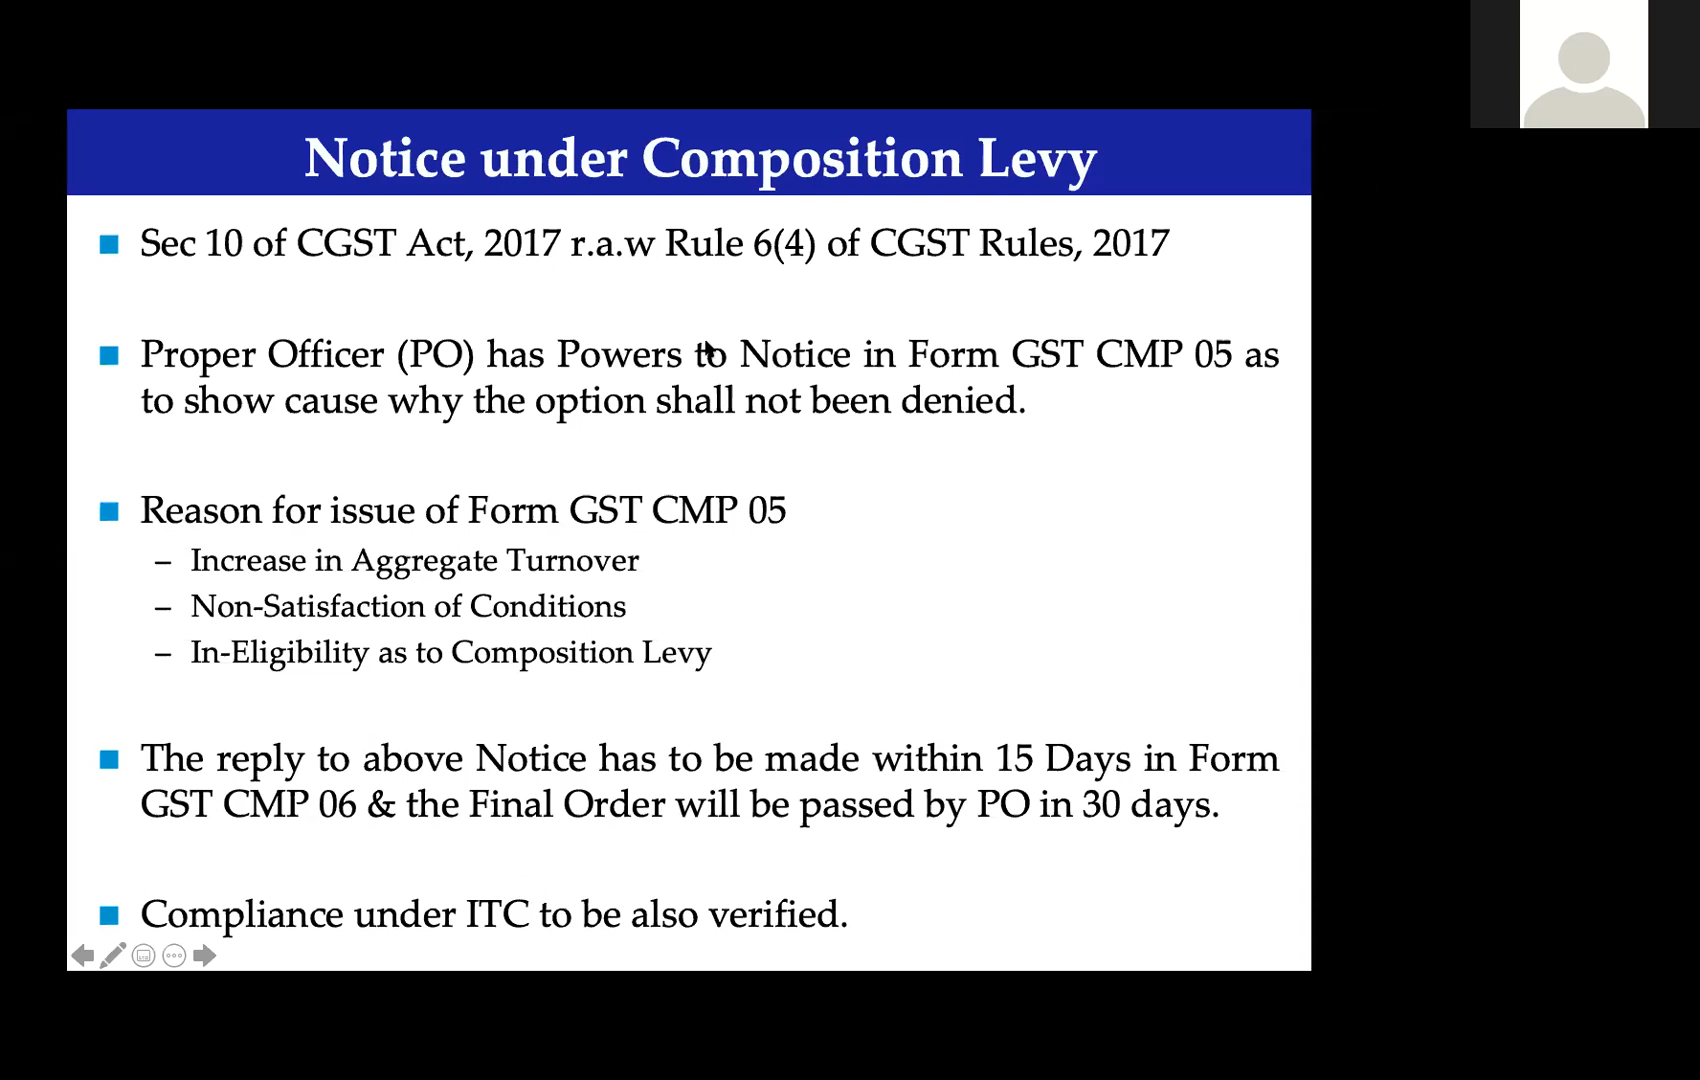 Notice under Composition Levy
Sec 10 of CGST Act, 2017 r.a.w Rule 6(4) of CGST Rules, 2017
Proper Officer (PO) has Powers to Notice in Form GST CMP 05 as
to show cause why the option shall not been denied.
Reason for issue of Form GST CMP 05
– Increase in Aggregate Turnover
– Non-Satisfaction of Conditions
– In-Eligibility as to Composition Levy
The reply to above Notice has to be made within 15 Days in Form
GST CMP 06 & the Final Order will be passed by PO in 30 days.
Compliance under ITC to be also verified.